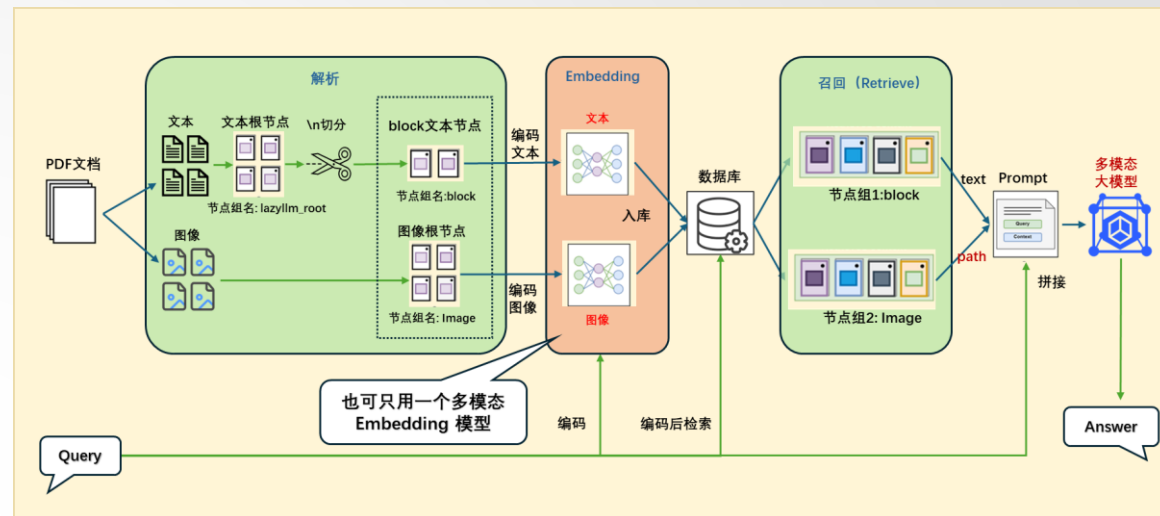 解析
Embedding
召回（Retrieve）
PDF文档
文本
文本根节点
\n切分
block文本节点
节点組名: lazyllm_root
节点组名:block
图像
图像根节点
节点组名: Image
编码
文本
编码
图像
文本
图像
入库
数据库
节点组1:block
节点组2: Image
text
path
Prompt
Query
Context
拼接
多模态
大模型
也可只用一个多模态
Embedding 模型
编码
编码后检索
Query
Answer